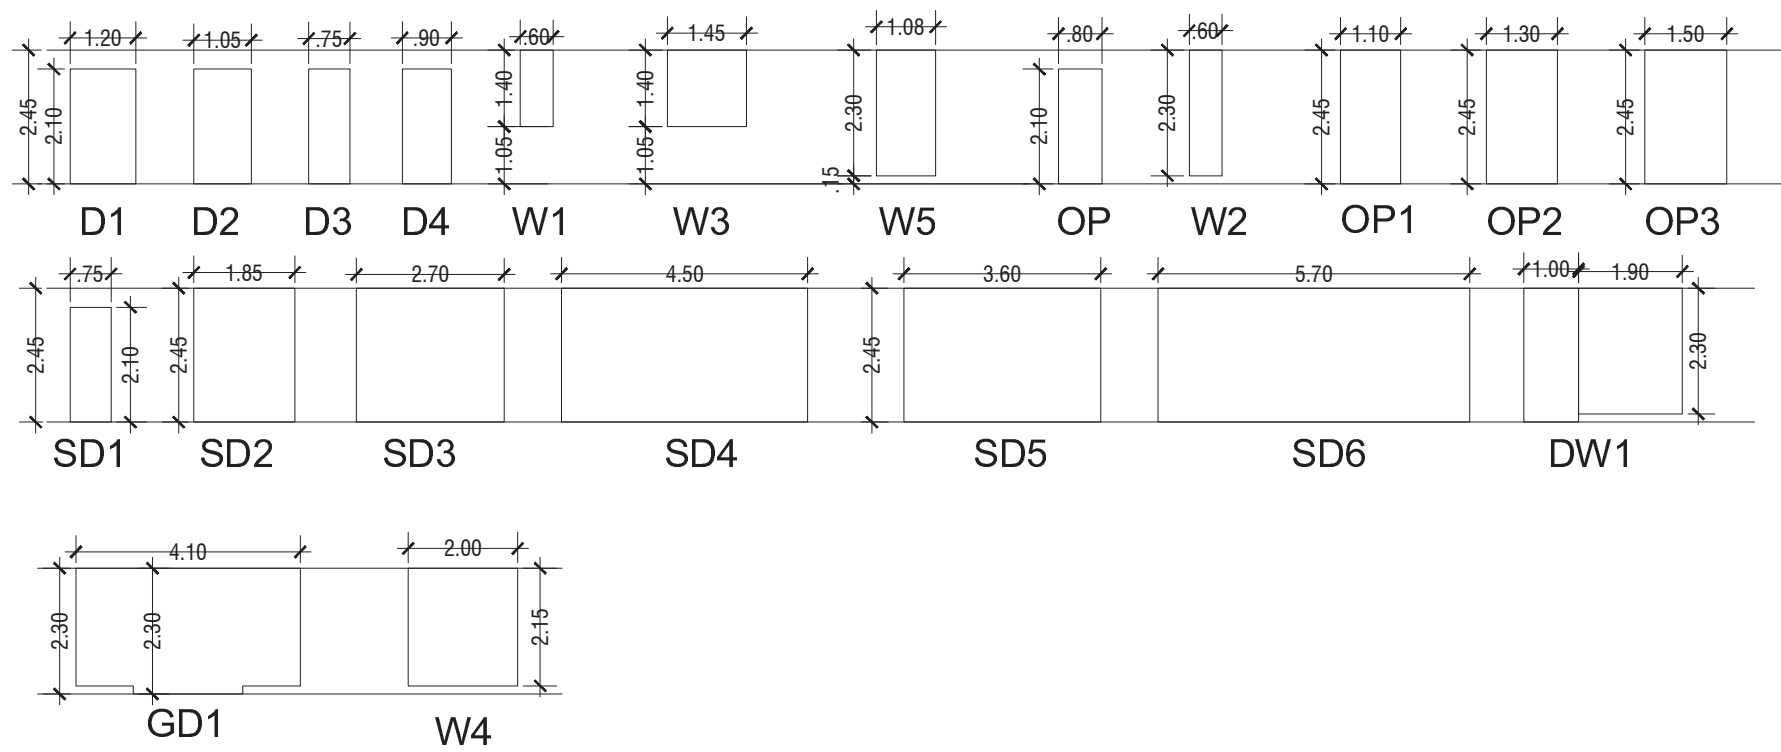 1.20 1.05 .75 .90 .60 1.45 1.08 .80 .60 1.10 1.30 1.50
2.45 2.10 1.40 1.05 1.40 1.05 2.30 .15 2.10 2.30 2.45 2.45 2.45
D1 D2 D3 D4 W1 W3 W5 OP W2 OP1 OP2 OP3
.75 1.85 2.70 4.50 3.60 5.70 1.00 1.90
2.45 2.10 2.45 2.45 2.30
SD1 SD2 SD3 SD4 SD5 SD6 DW1
4.10 2.00
2.30 2.30 2.15
GD1 W4